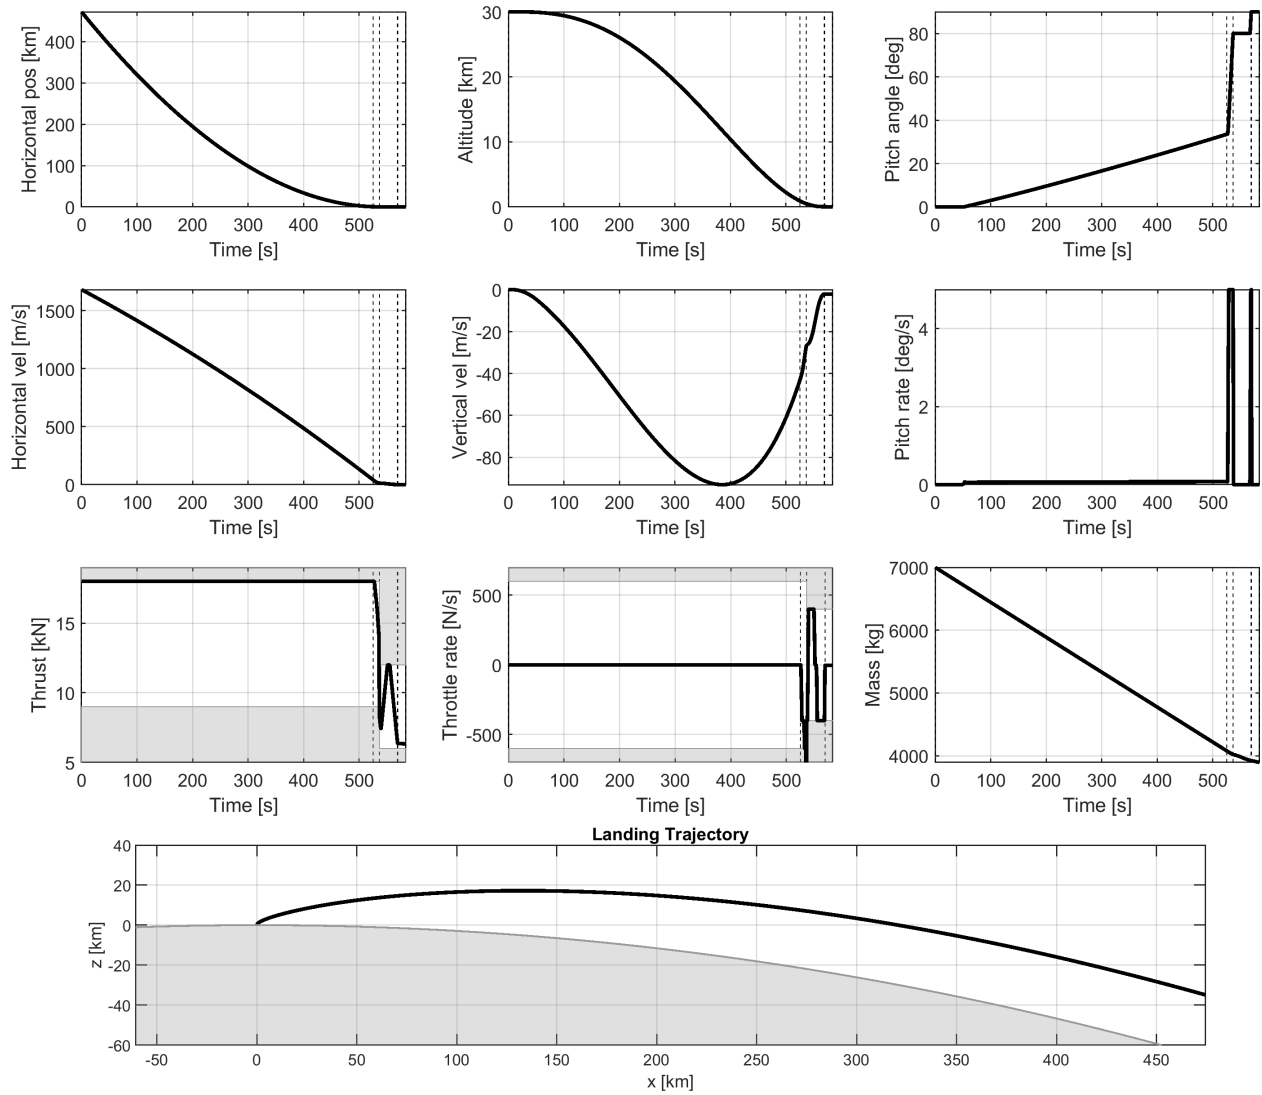 Horizontal pos [km]
400
300
200
100
0
0 100 200 300 400 500
Time [s]
Altitude [km]
30
20
10
0
0 100 200 300 400 500
Time [s]
Pitch angle [deg]
80
60
40
20
0
0 100 200 300 400 500
Time [s]
Horizontal vel [m/s]
1500
1000
500
0
0 100 200 300 400 500
Time [s]
Vertical vel [m/s]
0
-20
-40
-60
-80
0 100 200 300 400 500
Time [s]
Pitch rate [deg/s]
4
2
0
0 100 200 300 400 500
Time [s]
Thrust [kN]
15
10
5
0 100 200 300 400 500
Time [s]
Throttle rate [N/s]
500
0
-500
0 100 200 300 400 500
Time [s]
Mass [kg]
7000
6000
5000
4000
0 100 200 300 400 500
Time [s]
Landing Trajectory
z [km]
40
20
0
-20
-40
-60
-50 0 50 100 150 200 250 300 350 400 450
x [km]